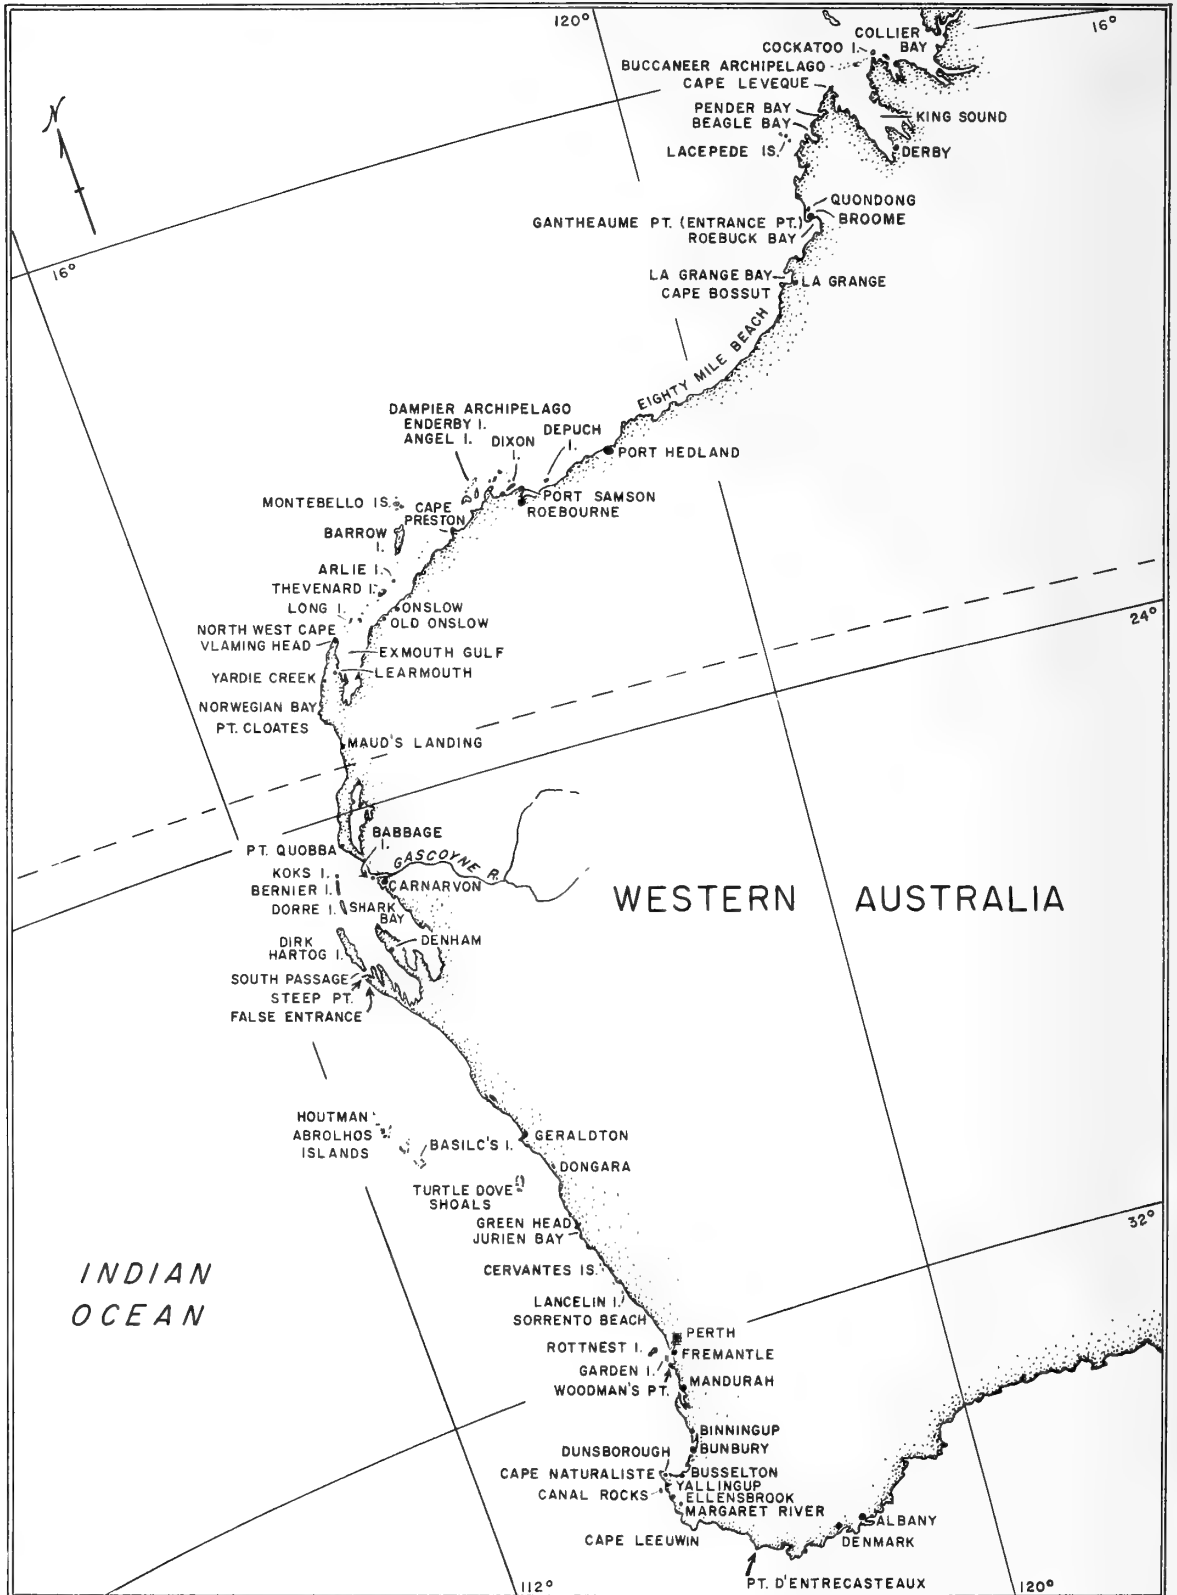 120°
16°
COLLIER
BAY
COCKATOO I.
BUCCANEER ARCHIPELAGO
CAPE LEVEQUE
PENDER BAY
BEAGLE BAY
KING SOUND
LACEPEDE IS.
DERBY
N
QUONDONG
BROOME
GANTHEAUME PT. (ENTRANCE PT.)
ROEBUCK BAY
16°
LA GRANGE BAY
LA GRANGE
CAPE BOSSUT
EIGHTY MILE BEACH
DAMPIER ARCHIPELAGO
ENDERBY I.
ANGEL I.
DIXON
I.
DEPUCH
I.
PORT HEDLAND
MONTEBELLO IS.
CAPE
PRESTON
PORT SAMSON
ROEBOURNE
BARROW
I.
ARLIE I.
THEVENARD I.
LONG I.
ONSLOW
OLD ONSLOW
24°
NORTH WEST CAPE
VLAMING HEAD
EXMOUTH GULF
YARDIE CREEK
LEARMOUTH
NORWEGIAN BAY
PT. CLOATES
MAUD'S LANDING
BABBAGE
I.
PT. QUOBBA
GASCOYNE R.
KOKS I.
BERNIER I.
CARNARVON
DORRE I.
SHARK
BAY
WESTERN AUSTRALIA
DIRK
HARTOG I.
DENHAM
SOUTH PASSAGE
STEEP PT.
FALSE ENTRANCE
HOUTMAN
ABROLHOS
ISLANDS
BASILC'S I.
GERALDTON
DONGARA
TURTLE DOVE
SHOALS
GREEN HEAD
JURIEN BAY
32°
INDIAN
OCEAN
CERVANTES IS.
LANCELIN I.
SORRENTO BEACH
PERTH
ROTTNEST I.
FREMANTLE
GARDEN I.
WOODMAN'S PT.
MANDURAH
BINNINGUP
DUNSBOROUGH
BUNBURY
CAPE NATURALISTE
BUSSELTON
YALLINGUP
CANAL ROCKS
ELLENSBROOK
MARGARET RIVER
CAPE LEEUWIN
ALBANY
DENMARK
PT. D'ENTRECASTEAUX
112°
120°